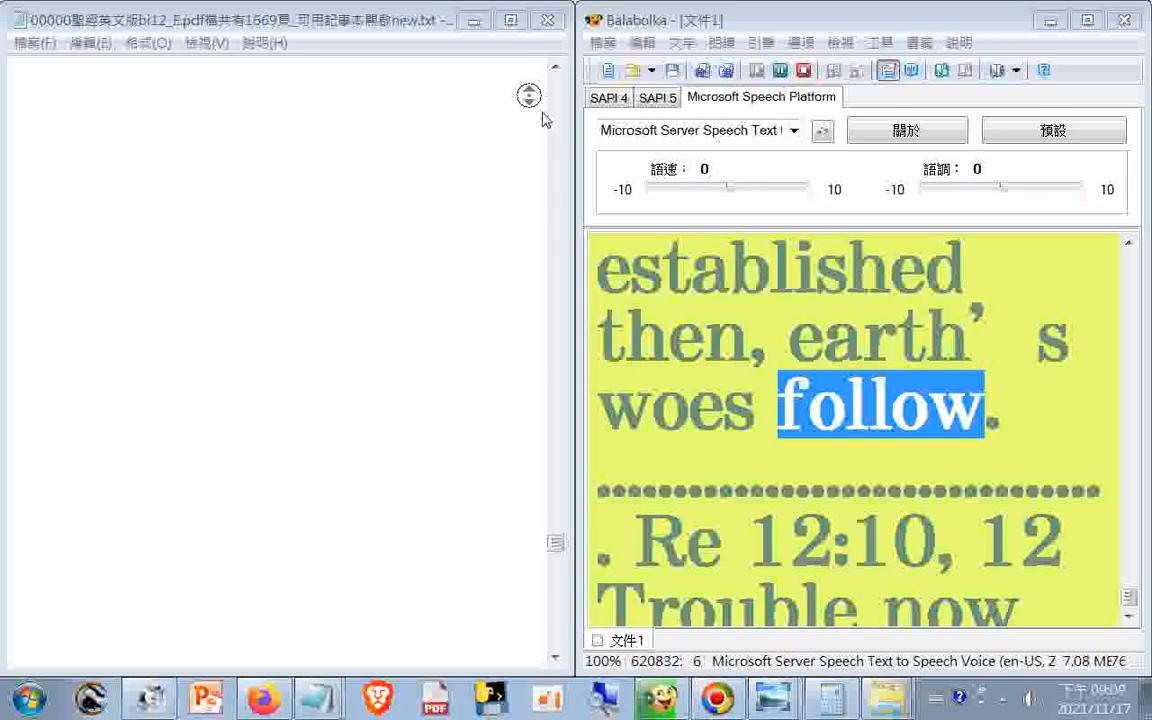 00000聖經英文版bi12_E.pdf檔共有1669頁_可用記事本開啟new.txt - ...
檔案(F) 編輯(E) 格式(O) 檢視(V) 說明(H)
Balabolka - [文件1]
檔案 編輯 文字 朗讀 引擎 選項 檢視 工具 書籤 說明
SAPI 4 SAPI 5 Microsoft Speech Platform
Microsoft Server Speech Text 關於 預設
語速： 0 語調： 0
-10 10 -10 10
established
then, earth’s
woes follow.
..................................
. Re 12:10, 12
Trouble now
文件1
100% 620832: 6 Microsoft Server Speech Text to Speech Voice (en-US, Z 7.08 МБ76
PDF
下午 09:09
2021/11/17